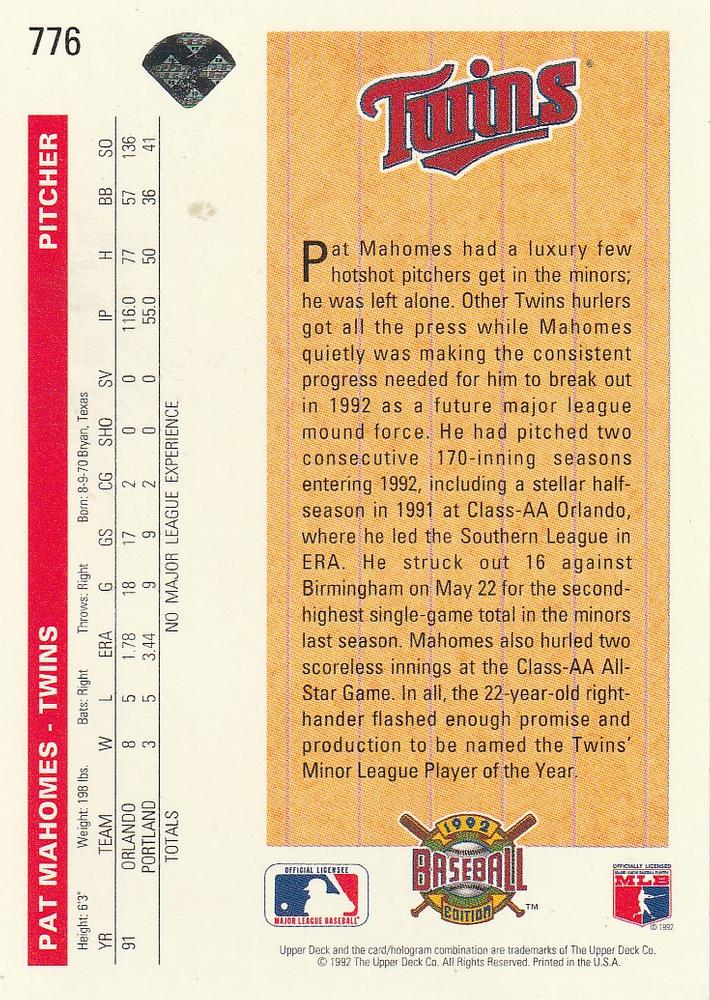 776
PAT MAHOMES - TWINS PITCHER
Height: 6'3" Weight: 198 lbs. Bats: Right Throws: Right Born: 8-9-70 Bryan, Texas
YR TEAM W L ERA G GS CG SHO SV IP H BB SO
91 ORLANDO 8 5 1.78 18 17 2 0 0 116.0 77 57 136
PORTLAND 3 5 3.44 9 9 2 0 0 55.0 50 36 41
TOTALS NO MAJOR LEAGUE EXPERIENCE
Twins®
Pat Mahomes had a luxury few
hotshot pitchers get in the minors;
he was left alone. Other Twins hurlers
got all the press while Mahomes
quietly was making the consistent
progress needed for him to break out
in 1992 as a future major league
mound force. He had pitched two
consecutive 170-inning seasons
entering 1992, including a stellar half-
season in 1991 at Class-AA Orlando,
where he led the Southern League in
ERA. He struck out 16 against
Birmingham on May 22 for the second-
highest single-game total in the minors
last season. Mahomes also hurled two
scoreless innings at the Class-AA All-
Star Game. In all, the 22-year-old right-
hander flashed enough promise and
production to be named the Twins'
Minor League Player of the Year.
OFFICIAL LICENSEE
MAJOR LEAGUE BASEBALL
1992
BASEBALL
EDITION
™
OFFICIALLY LICENSED
MLB
© 1992
Upper Deck and the card/hologram combination are trademarks of The Upper Deck Co.
© 1992 The Upper Deck Co. All Rights Reserved. Printed in the U.S.A.